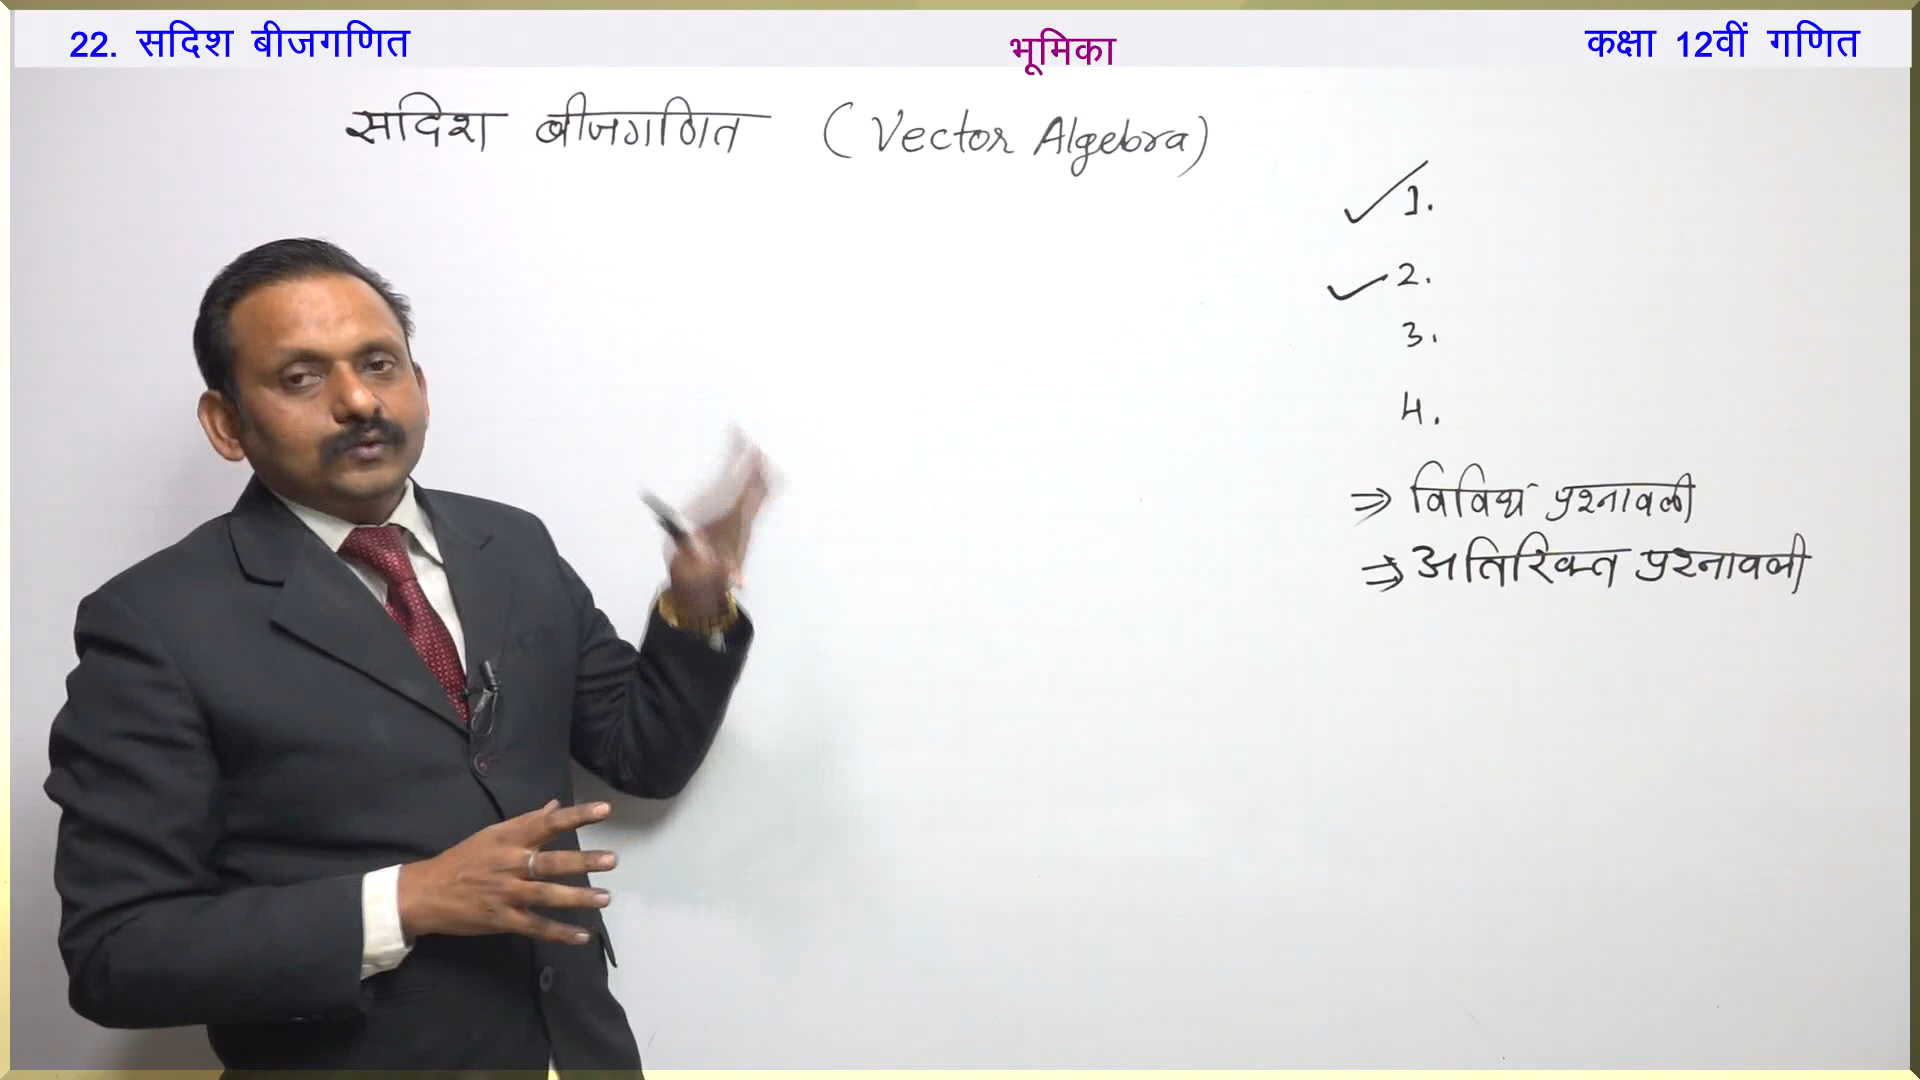 22. सदिश बीजगणित
भूमिका
कक्षा 12वीं गणित
सदिश बीजगणित (Vector Algebra)
✓ 1.
✓ 2.
3.
4.
⇒ विविध प्रश्नावली
⇒ अतिरिक्त प्रश्नावली